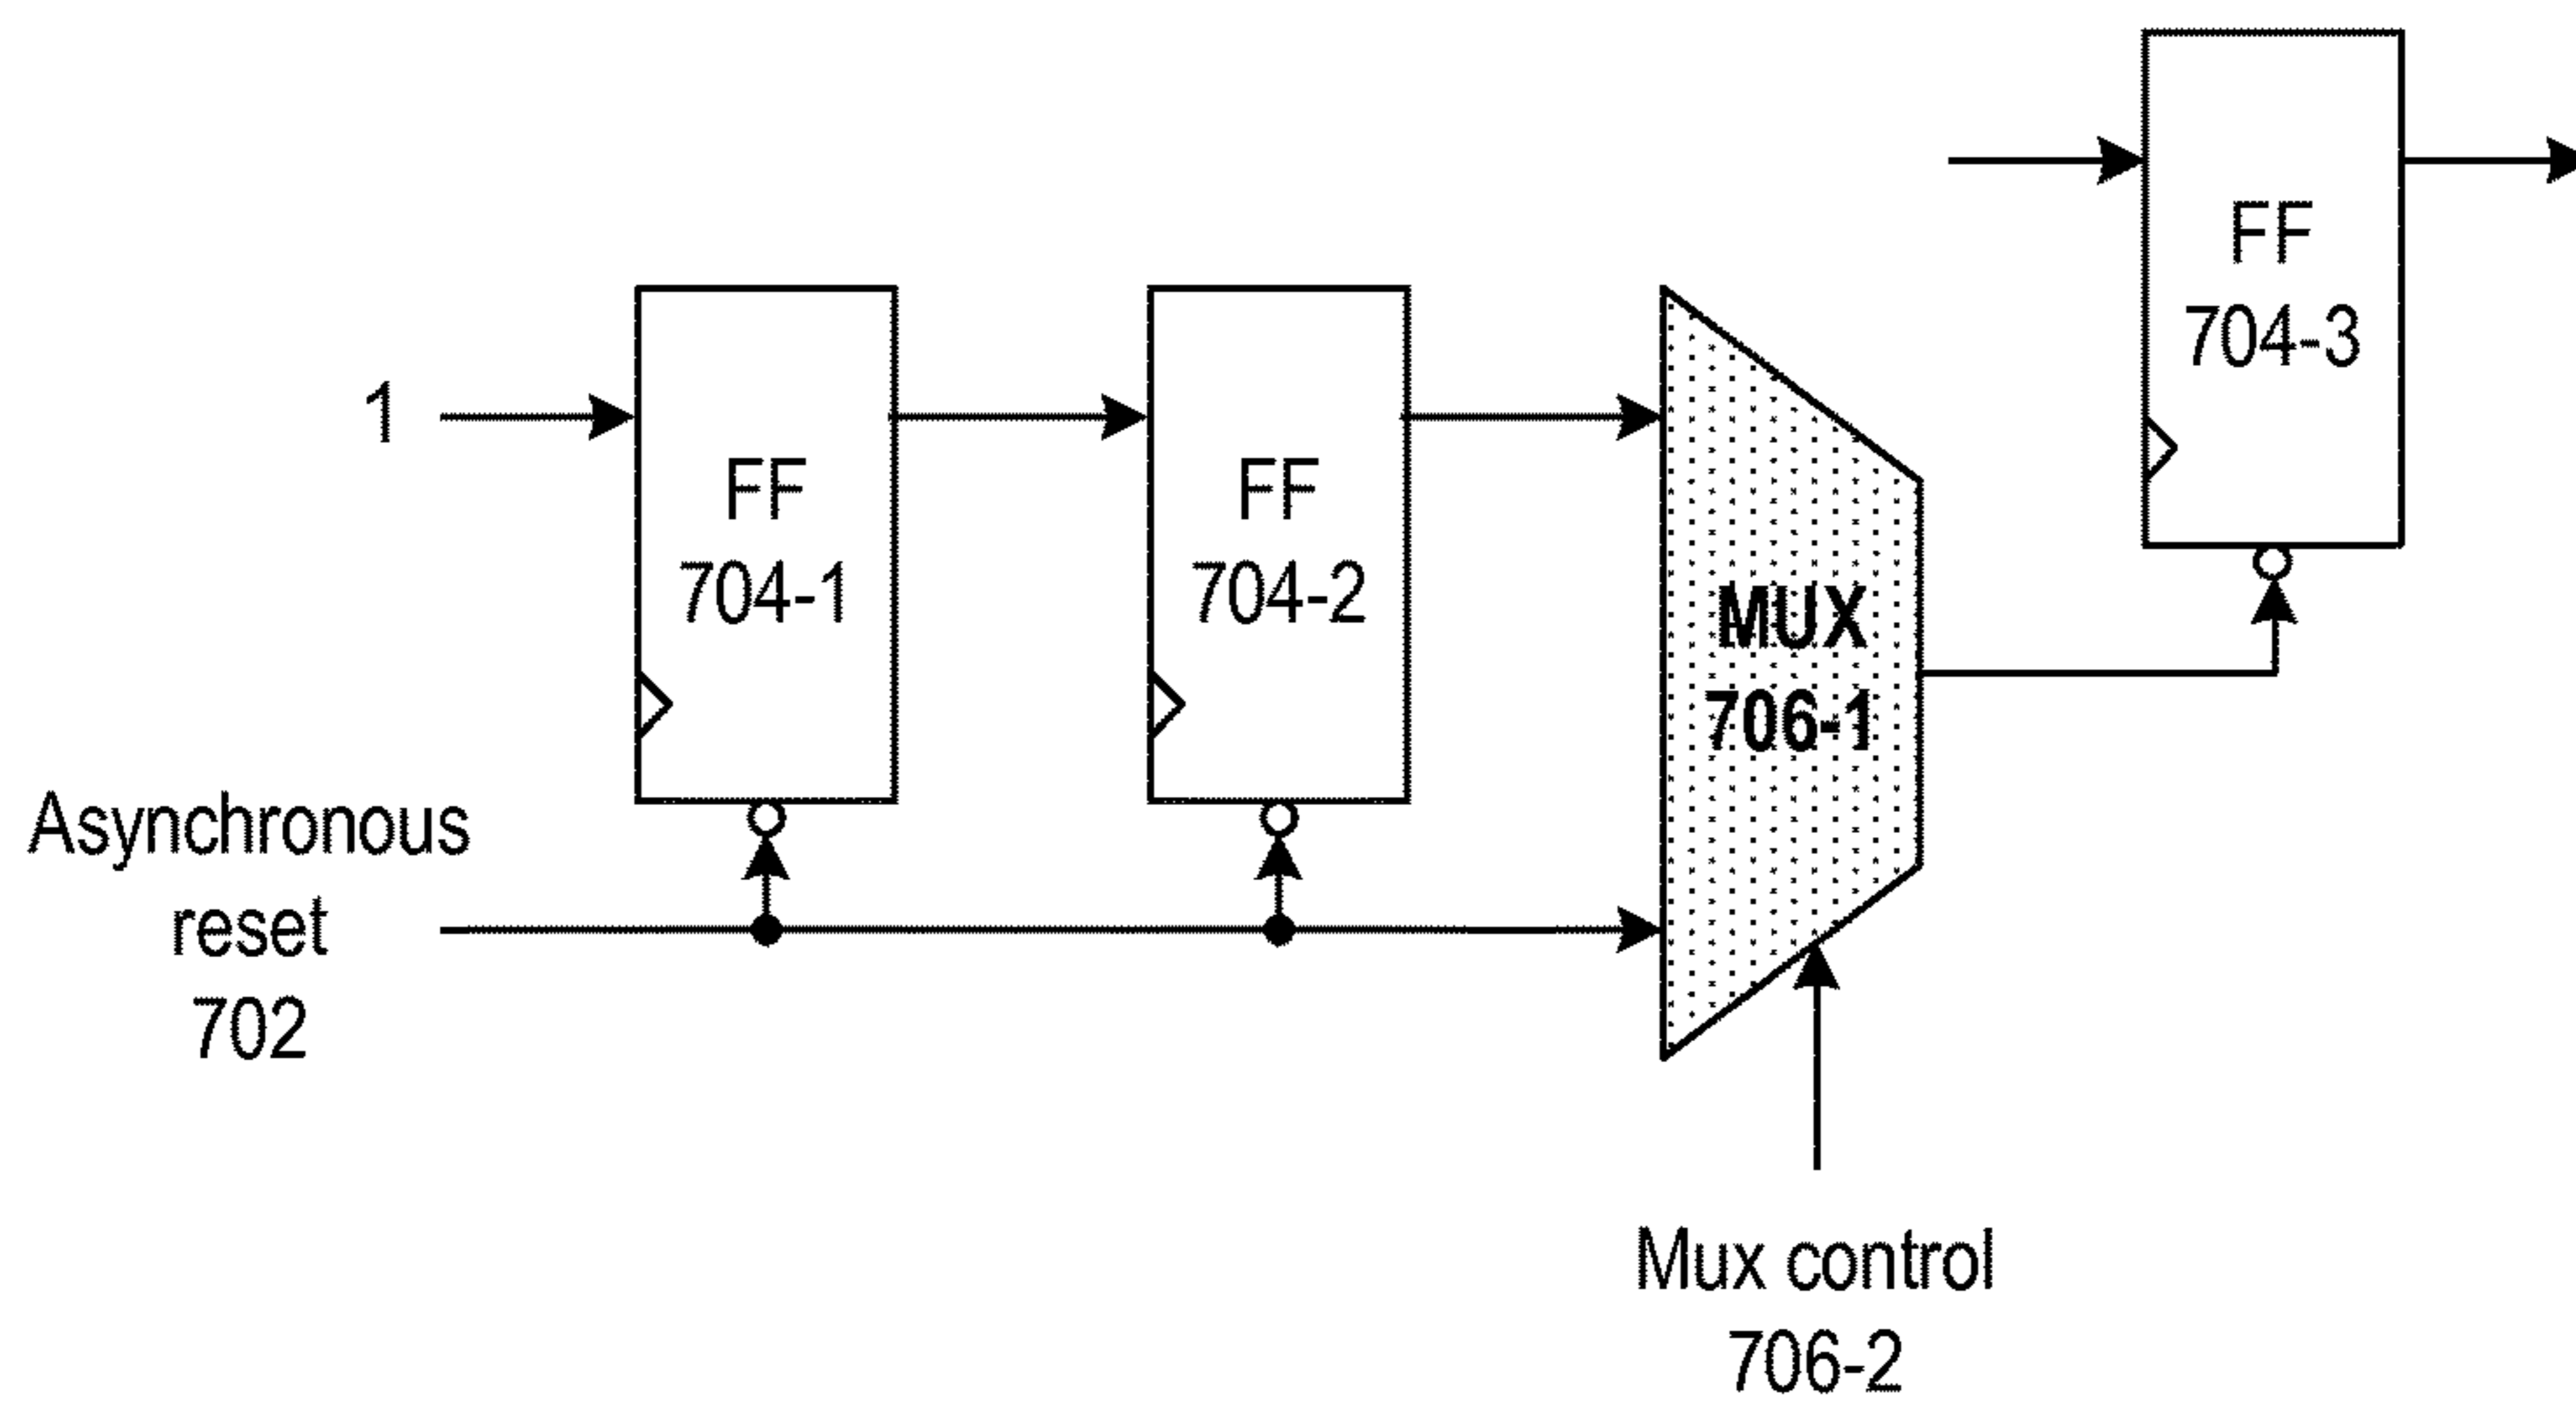 FF
704-3
1
FF
704-1
FF
704-2
MUX
706-1
Asynchronous
reset
702
Mux control
706-2